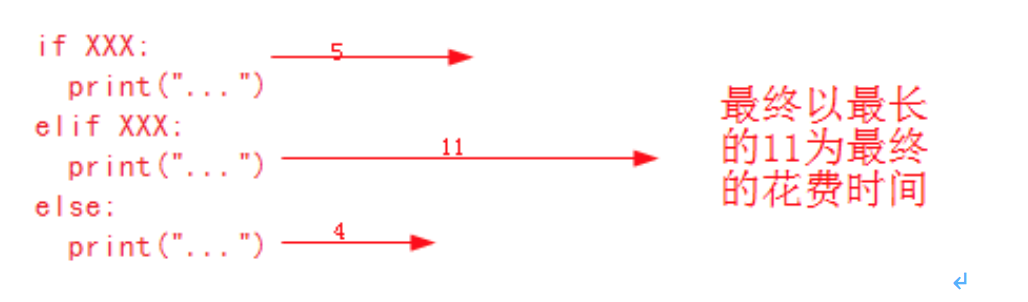 if XXX:
5
print("...")
elif XXX:
11
print("...")
else:
4
print("...")
最终以最长
的11为最终
的花费时间